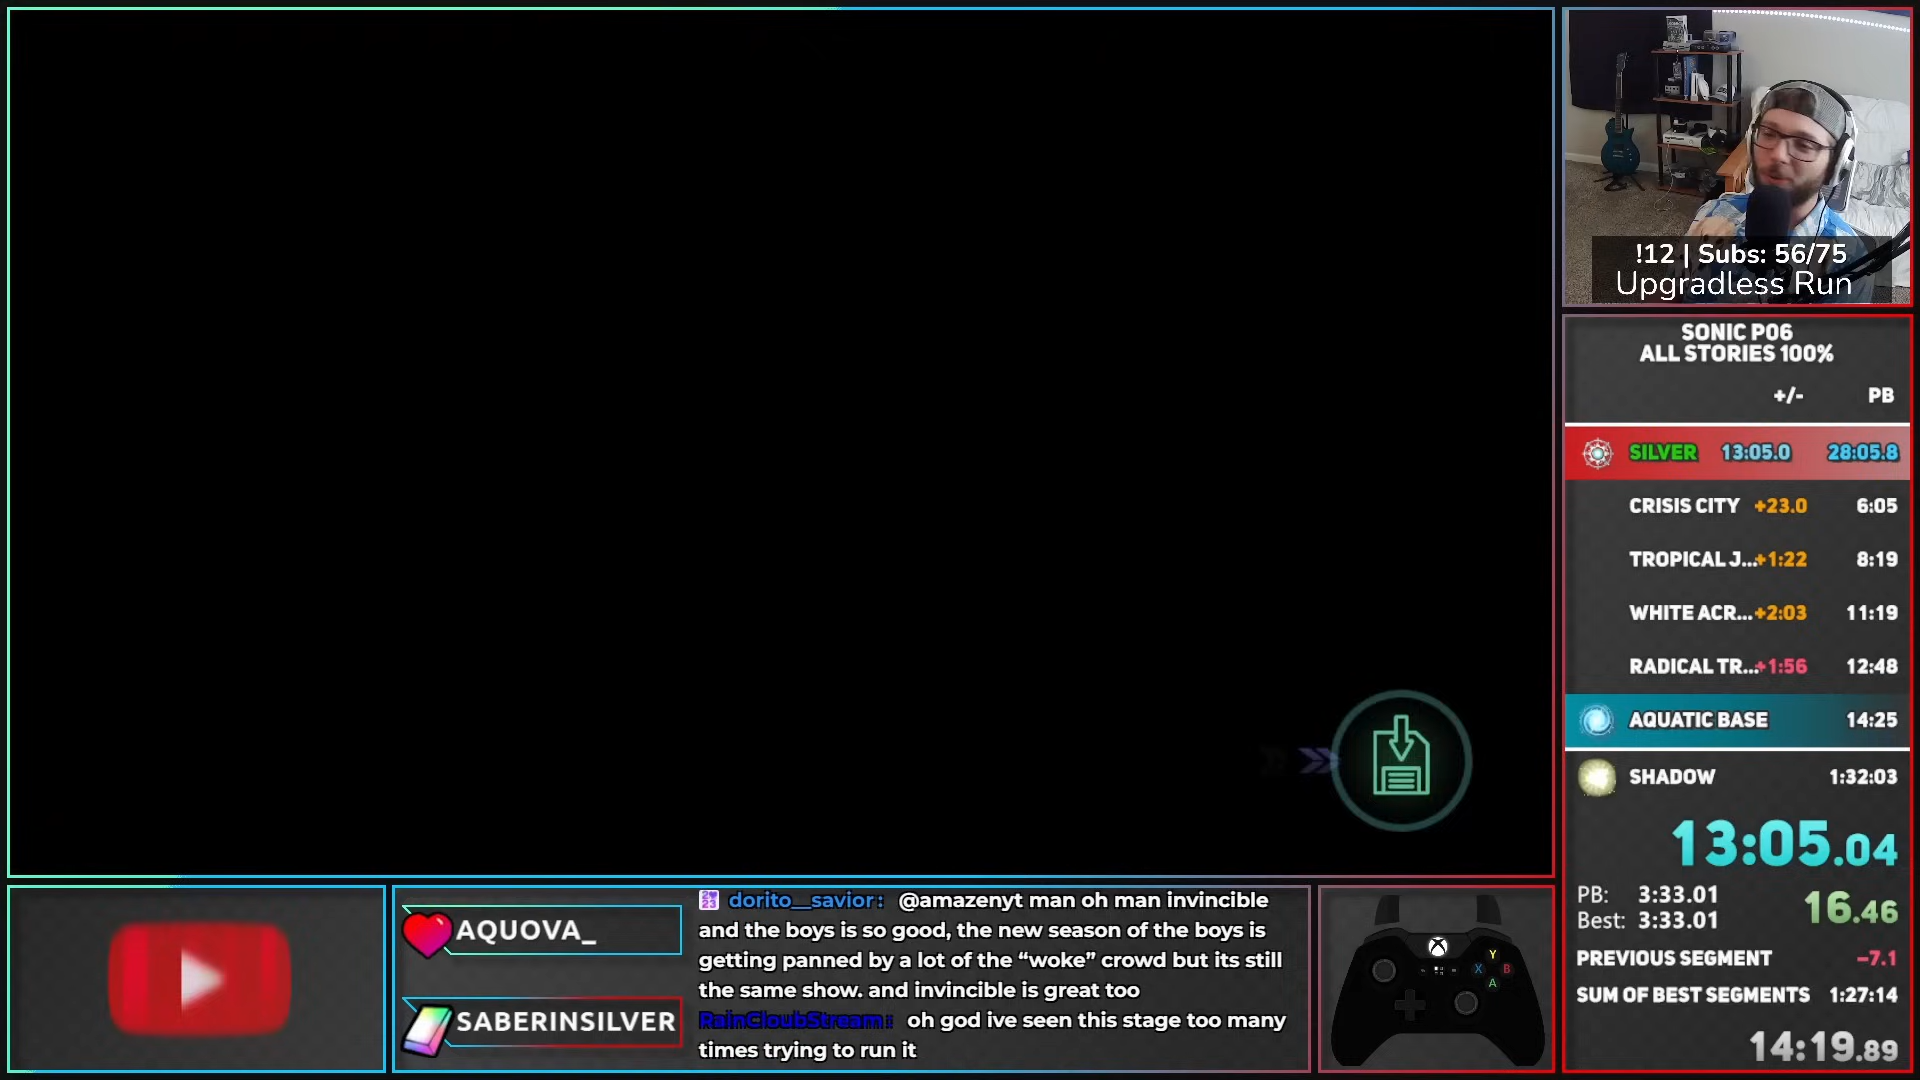 !12 | Subs: 56/75
Upgradless Run
SONIC P06
ALL STORIES 100%
+/- PB
SILVER 13:05.0 28:05.8
CRISIS CITY +23.0 6:05
TROPICAL J...+1:22 8:19
WHITE ACR...+2:03 11:19
RADICAL TR...+1:56 12:48
AQUATIC BASE 14:25
SHADOW 1:32:03
13:05.04
PB: 3:33.01
Best: 3:33.01
16.46
PREVIOUS SEGMENT -7.1
SUM OF BEST SEGMENTS 1:27:14
14:19.89
AQUOVA_
SABERINSILVER
dorito__savior: @amazenyt man oh man invincible
and the boys is so good, the new season of the boys is
getting panned by a lot of the “woke” crowd but its still
the same show. and invincible is great too
RainCloubStream: oh god ive seen this stage too many
times trying to run it
Y
X B
A